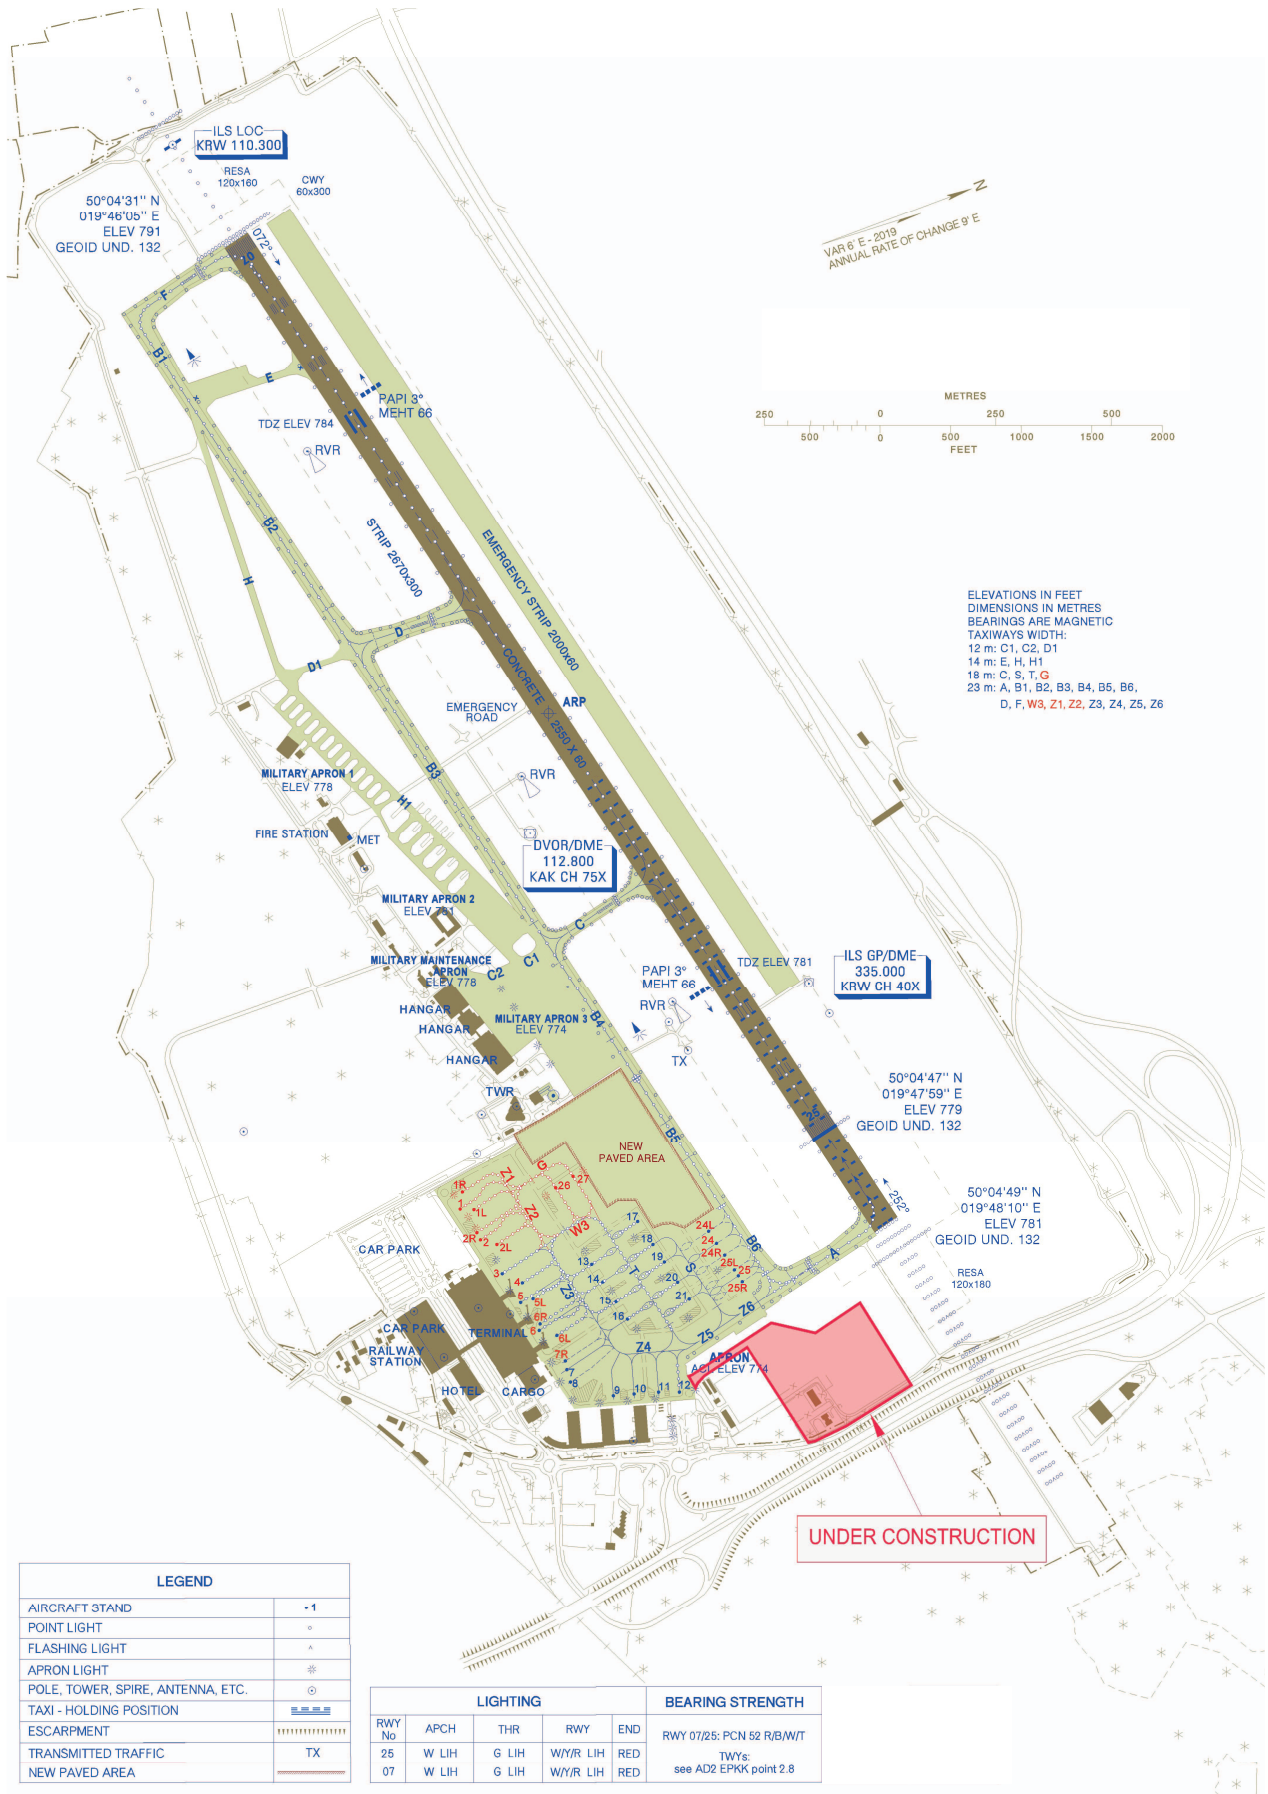 ILS LOC
KRW 110.300
RESA
120x160
CWY
60x300
50°04'31'' N
019°46'05'' E
ELEV 791
GEOID UND. 132
072°
F
B1
E
N
VAR 6' E - 2019
ANNUAL RATE OF CHANGE 9' E
METRES
250 0 250 500
500 0 500 1000 1500 2000
FEET
PAPI 3°
MEHT 66
TDZ ELEV 784
RVR
B2
H
STRIP 2670x300
EMERGENCY STRIP 2000x60
D
D1
CONCRETE 2550 X 60
ARP
EMERGENCY
ROAD
ELEVATIONS IN FEET
DIMENSIONS IN METRES
BEARINGS ARE MAGNETIC
TAXIWAYS WIDTH:
12 m: C1, C2, D1
14 m: E, H, H1
18 m: C, S, T, G
23 m: A, B1, B2, B3, B4, B5, B6,
D, F, W3, Z1, Z2, Z3, Z4, Z5, Z6
MILITARY APRON 1
ELEV 778
B3
H1
RVR
FIRE STATION
MET
DVOR/DME
112.800
KAK CH 75X
MILITARY APRON 2
ELEV 781
C
C1
C2
MILITARY MAINTENANCE
APRON
ELEV 778
PAPI 3°
MEHT 66
TDZ ELEV 781
ILS GP/DME
335.000
KRW CH 40X
RVR
HANGAR
HANGAR
HANGAR
MILITARY APRON 3
ELEV 774
B4
TX
TWR
50°04'47'' N
019°47'59'' E
ELEV 779
GEOID UND. 132
25
B5
NEW
PAVED AREA
50°04'49'' N
019°48'10'' E
ELEV 781
GEOID UND. 132
252°
RESA
120x180
Z1
G
1R
1
1L
26
27
Z2
W3
2R
2
2L
17
18
19
20
21
24L
24
24R
25L
25
25R
B6
A
CAR PARK
3
4
5
5L
6R
6
6L
7R
7
8
13
14
15
16
Z3
T
S
Z6
Z5
Z4
CAR PARK
RAILWAY
STATION
TERMINAL
HOTEL
CARGO
9
10
11
12
APRON
ACL ELEV 774
UNDER CONSTRUCTION
LEGEND
AIRCRAFT STAND - 1
POINT LIGHT
FLASHING LIGHT
APRON LIGHT
POLE, TOWER, SPIRE, ANTENNA, ETC.
TAXI - HOLDING POSITION
ESCARPMENT
TRANSMITTED TRAFFIC TX
NEW PAVED AREA
LIGHTING
BEARING STRENGTH
RWY No APCH THR RWY END
25 W LIH G LIH W/Y/R LIH RED
07 W LIH G LIH W/Y/R LIH RED
RWY 07/25: PCN 52 R/B/W/T
TWYs:
see AD2 EPKK point 2.8